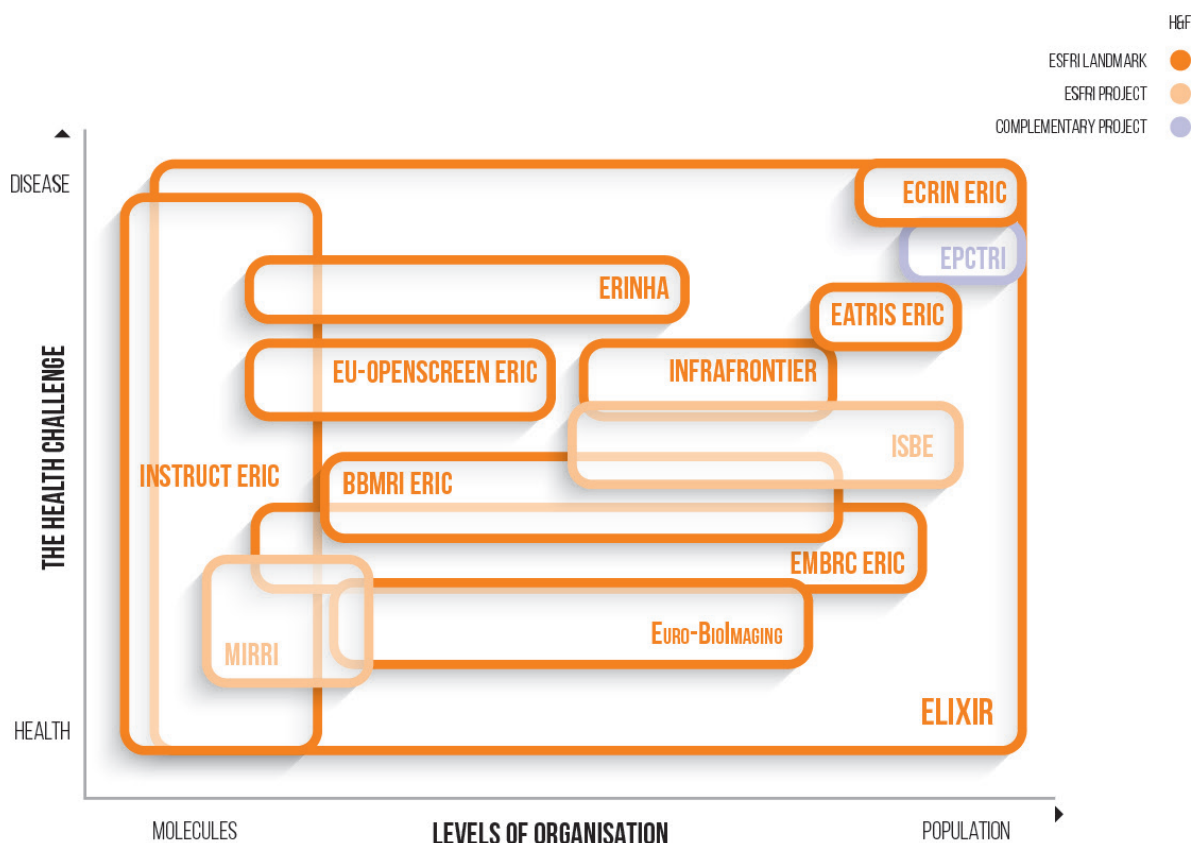 H&F
ESFRI LANDMARK
ESFRI PROJECT
COMPLEMENTARY PROJECT
DISEASE
ECRIN ERIC
EPCTRI
ERINHA
EATRIS ERIC
EU-OPENSCREEN ERIC
INFRAFRONTIER
THE HEALTH CHALLENGE
ISBE
INSTRUCT ERIC
BBMRI ERIC
EMBRC ERIC
Euro-BioImaging
MIRRI
ELIXIR
HEALTH
MOLECULES
LEVELS OF ORGANISATION
POPULATION